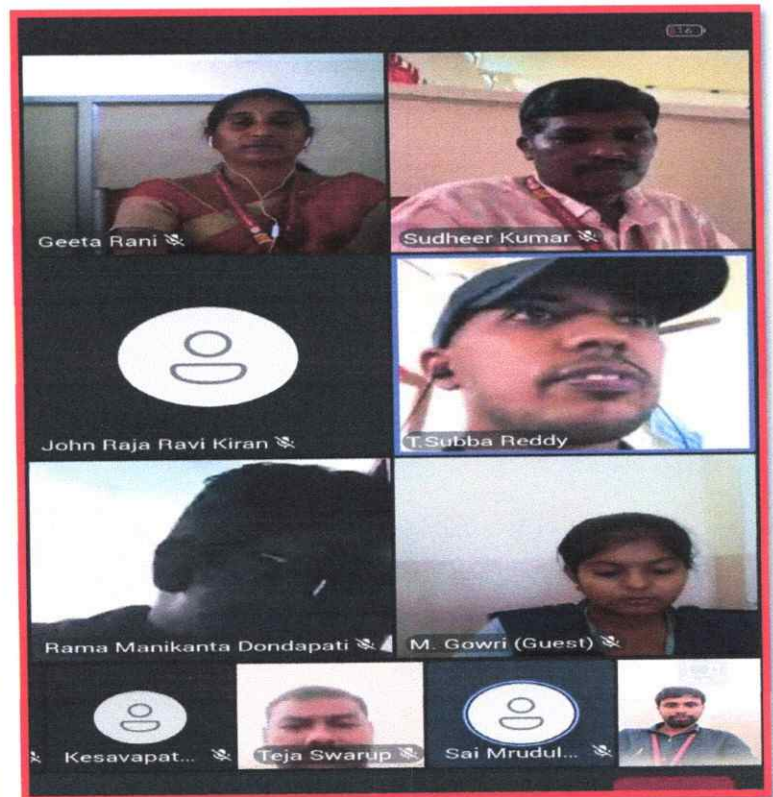 16
Geeta Rani
Sudheer Kumar
John Raja Ravi Kiran
T.Subba Reddy
Rama Manikanta Dondapati
M. Gowri (Guest)
Kesavapat...
Teja Swarup
Sai Mrudul...